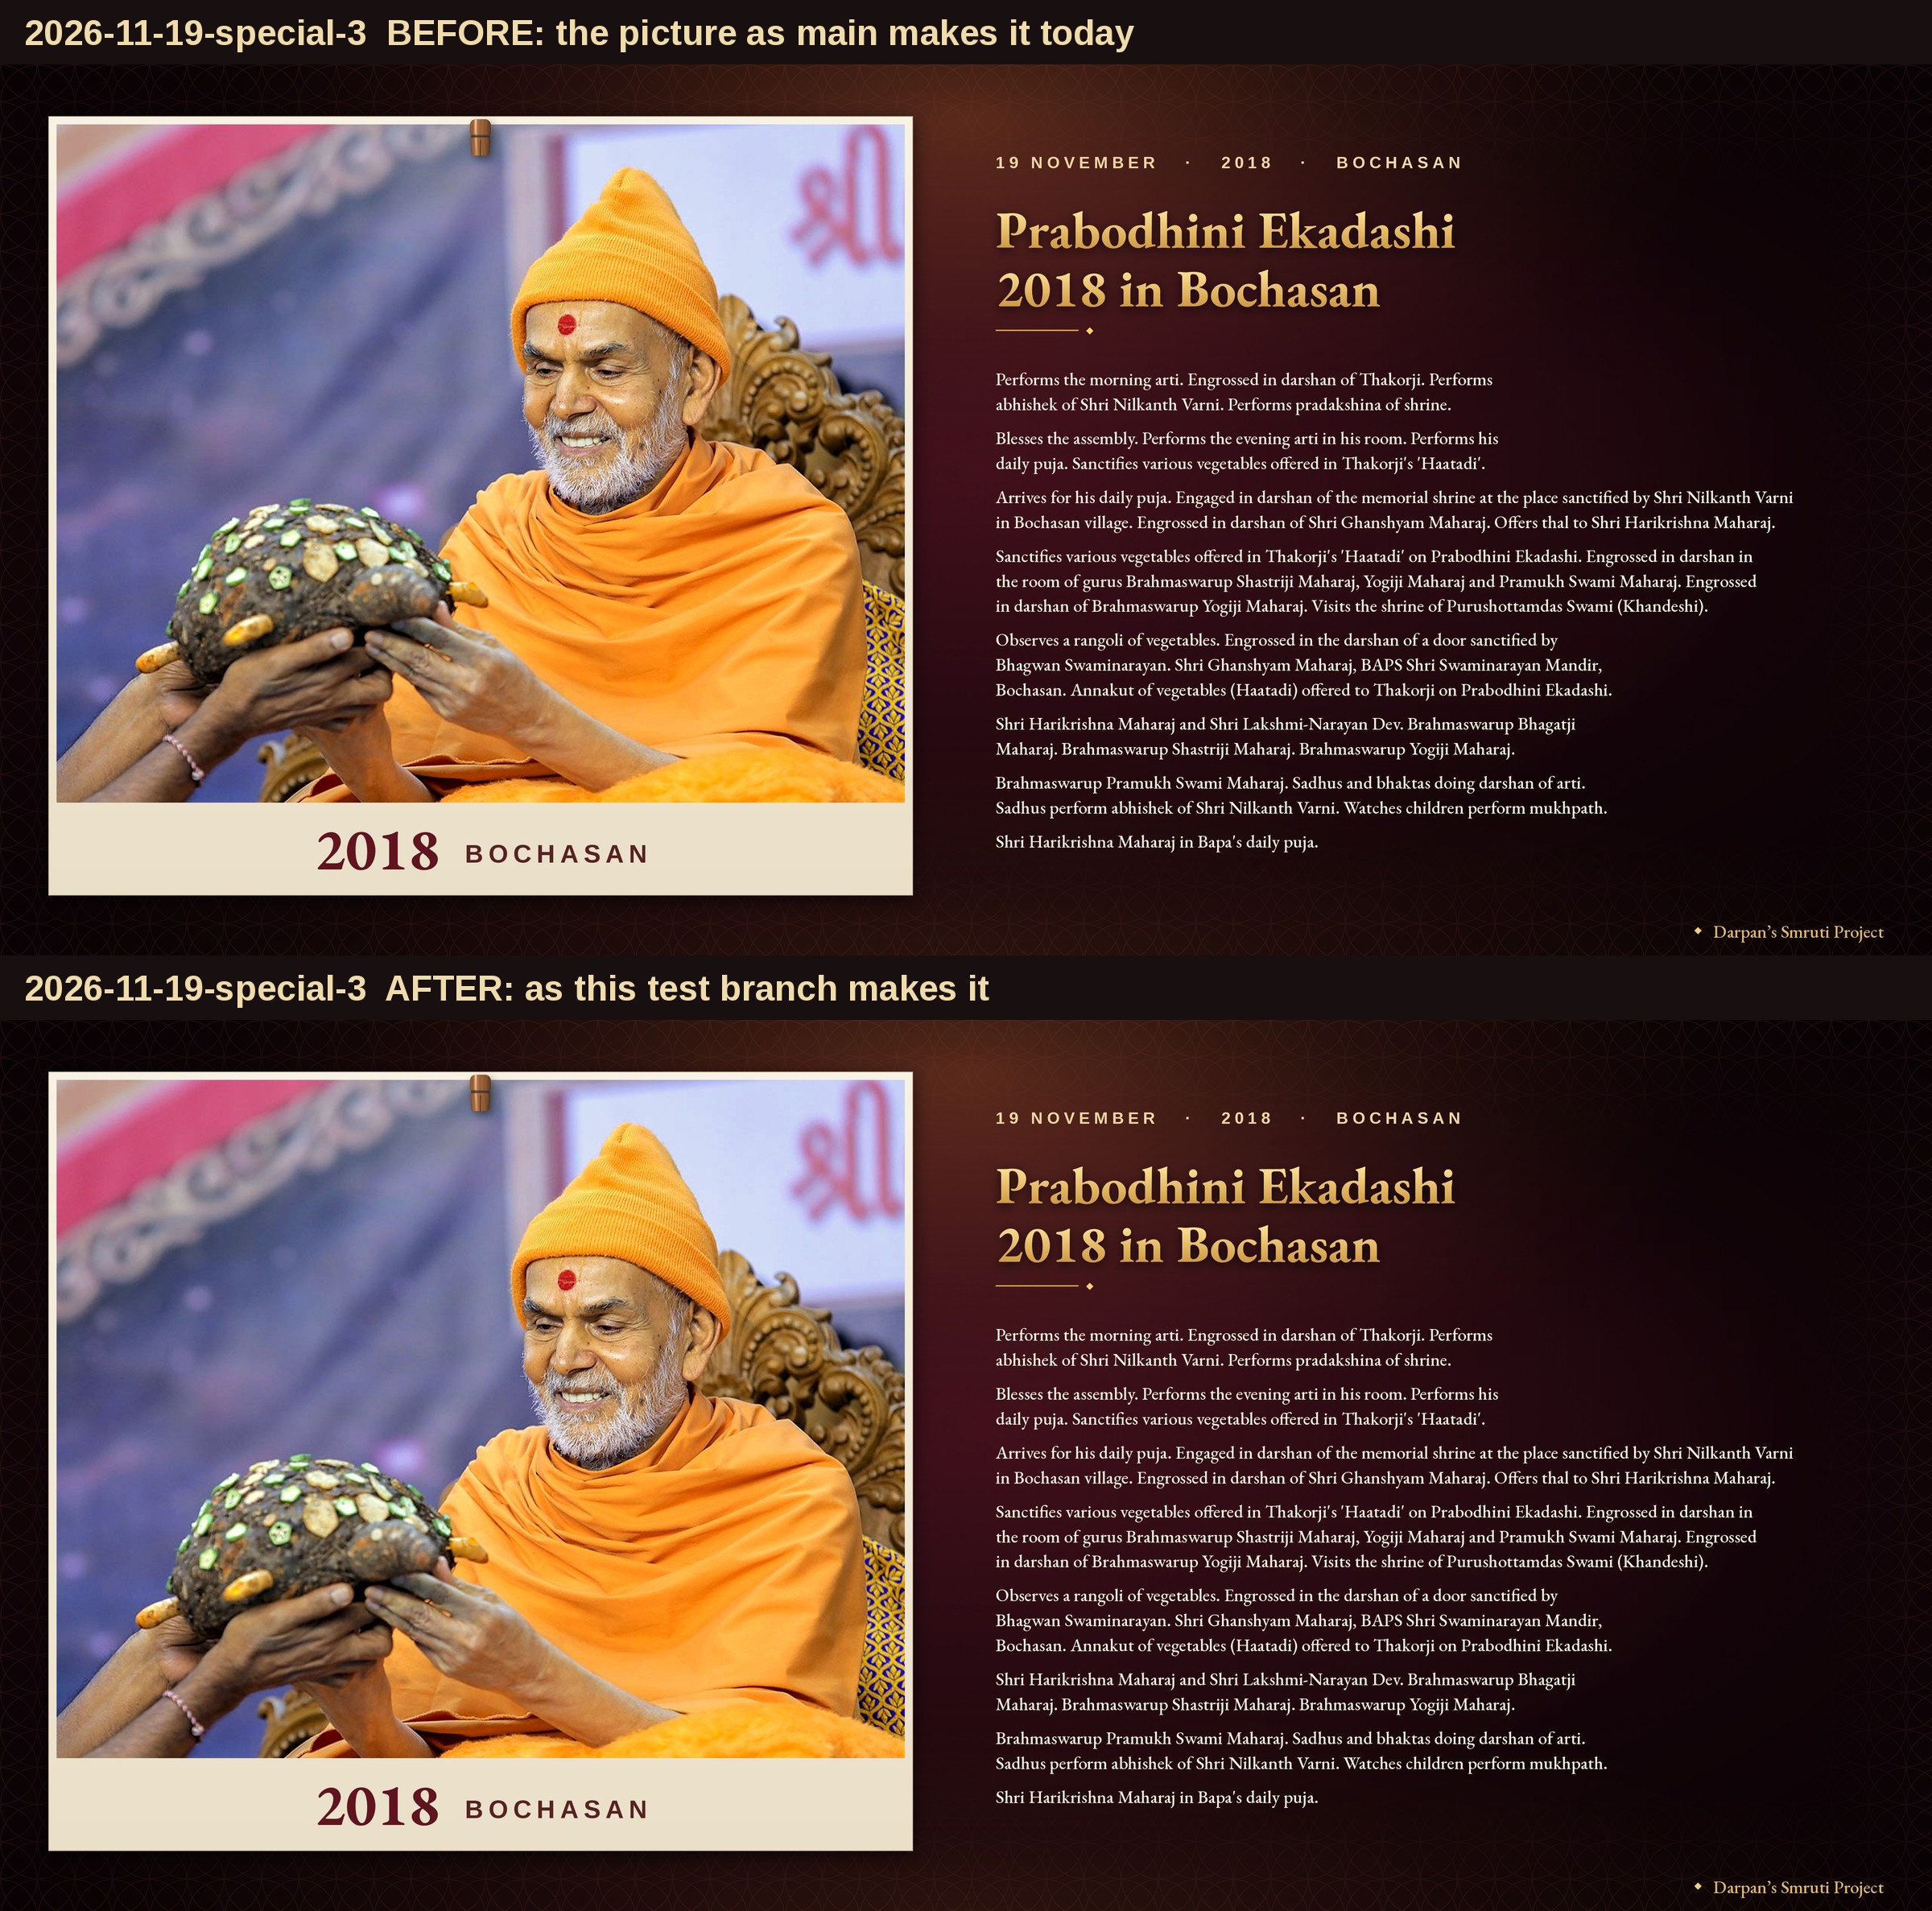 2026-11-19-special-3  BEFORE: the picture as main makes it today
श्री
2018 BOCHASAN
19 NOVEMBER · 2018 · BOCHASAN
Prabodhini Ekadashi
2018 in Bochasan
Performs the morning arti. Engrossed in darshan of Thakorji. Performs
abhishek of Shri Nilkanth Varni. Performs pradakshina of shrine.
Blesses the assembly. Performs the evening arti in his room. Performs his
daily puja. Sanctifies various vegetables offered in Thakorji's 'Haatadi'.
Arrives for his daily puja. Engaged in darshan of the memorial shrine at the place sanctified by Shri Nilkanth Varni
in Bochasan village. Engrossed in darshan of Shri Ghanshyam Maharaj. Offers thal to Shri Harikrishna Maharaj.
Sanctifies various vegetables offered in Thakorji's 'Haatadi' on Prabodhini Ekadashi. Engrossed in darshan in
the room of gurus Brahmaswarup Shastriji Maharaj, Yogiji Maharaj and Pramukh Swami Maharaj. Engrossed
in darshan of Brahmaswarup Yogiji Maharaj. Visits the shrine of Purushottamdas Swami (Khandeshi).
Observes a rangoli of vegetables. Engrossed in the darshan of a door sanctified by
Bhagwan Swaminarayan. Shri Ghanshyam Maharaj, BAPS Shri Swaminarayan Mandir,
Bochasan. Annakut of vegetables (Haatadi) offered to Thakorji on Prabodhini Ekadashi.
Shri Harikrishna Maharaj and Shri Lakshmi-Narayan Dev. Brahmaswarup Bhagatji
Maharaj. Brahmaswarup Shastriji Maharaj. Brahmaswarup Yogiji Maharaj.
Brahmaswarup Pramukh Swami Maharaj. Sadhus and bhaktas doing darshan of arti.
Sadhus perform abhishek of Shri Nilkanth Varni. Watches children perform mukhpath.
Shri Harikrishna Maharaj in Bapa's daily puja.
Darpan’s Smruti Project
2026-11-19-special-3  AFTER: as this test branch makes it
श्री
2018 BOCHASAN
19 NOVEMBER · 2018 · BOCHASAN
Prabodhini Ekadashi
2018 in Bochasan
Performs the morning arti. Engrossed in darshan of Thakorji. Performs
abhishek of Shri Nilkanth Varni. Performs pradakshina of shrine.
Blesses the assembly. Performs the evening arti in his room. Performs his
daily puja. Sanctifies various vegetables offered in Thakorji's 'Haatadi'.
Arrives for his daily puja. Engaged in darshan of the memorial shrine at the place sanctified by Shri Nilkanth Varni
in Bochasan village. Engrossed in darshan of Shri Ghanshyam Maharaj. Offers thal to Shri Harikrishna Maharaj.
Sanctifies various vegetables offered in Thakorji's 'Haatadi' on Prabodhini Ekadashi. Engrossed in darshan in
the room of gurus Brahmaswarup Shastriji Maharaj, Yogiji Maharaj and Pramukh Swami Maharaj. Engrossed
in darshan of Brahmaswarup Yogiji Maharaj. Visits the shrine of Purushottamdas Swami (Khandeshi).
Observes a rangoli of vegetables. Engrossed in the darshan of a door sanctified by
Bhagwan Swaminarayan. Shri Ghanshyam Maharaj, BAPS Shri Swaminarayan Mandir,
Bochasan. Annakut of vegetables (Haatadi) offered to Thakorji on Prabodhini Ekadashi.
Shri Harikrishna Maharaj and Shri Lakshmi-Narayan Dev. Brahmaswarup Bhagatji
Maharaj. Brahmaswarup Shastriji Maharaj. Brahmaswarup Yogiji Maharaj.
Brahmaswarup Pramukh Swami Maharaj. Sadhus and bhaktas doing darshan of arti.
Sadhus perform abhishek of Shri Nilkanth Varni. Watches children perform mukhpath.
Shri Harikrishna Maharaj in Bapa's daily puja.
Darpan’s Smruti Project